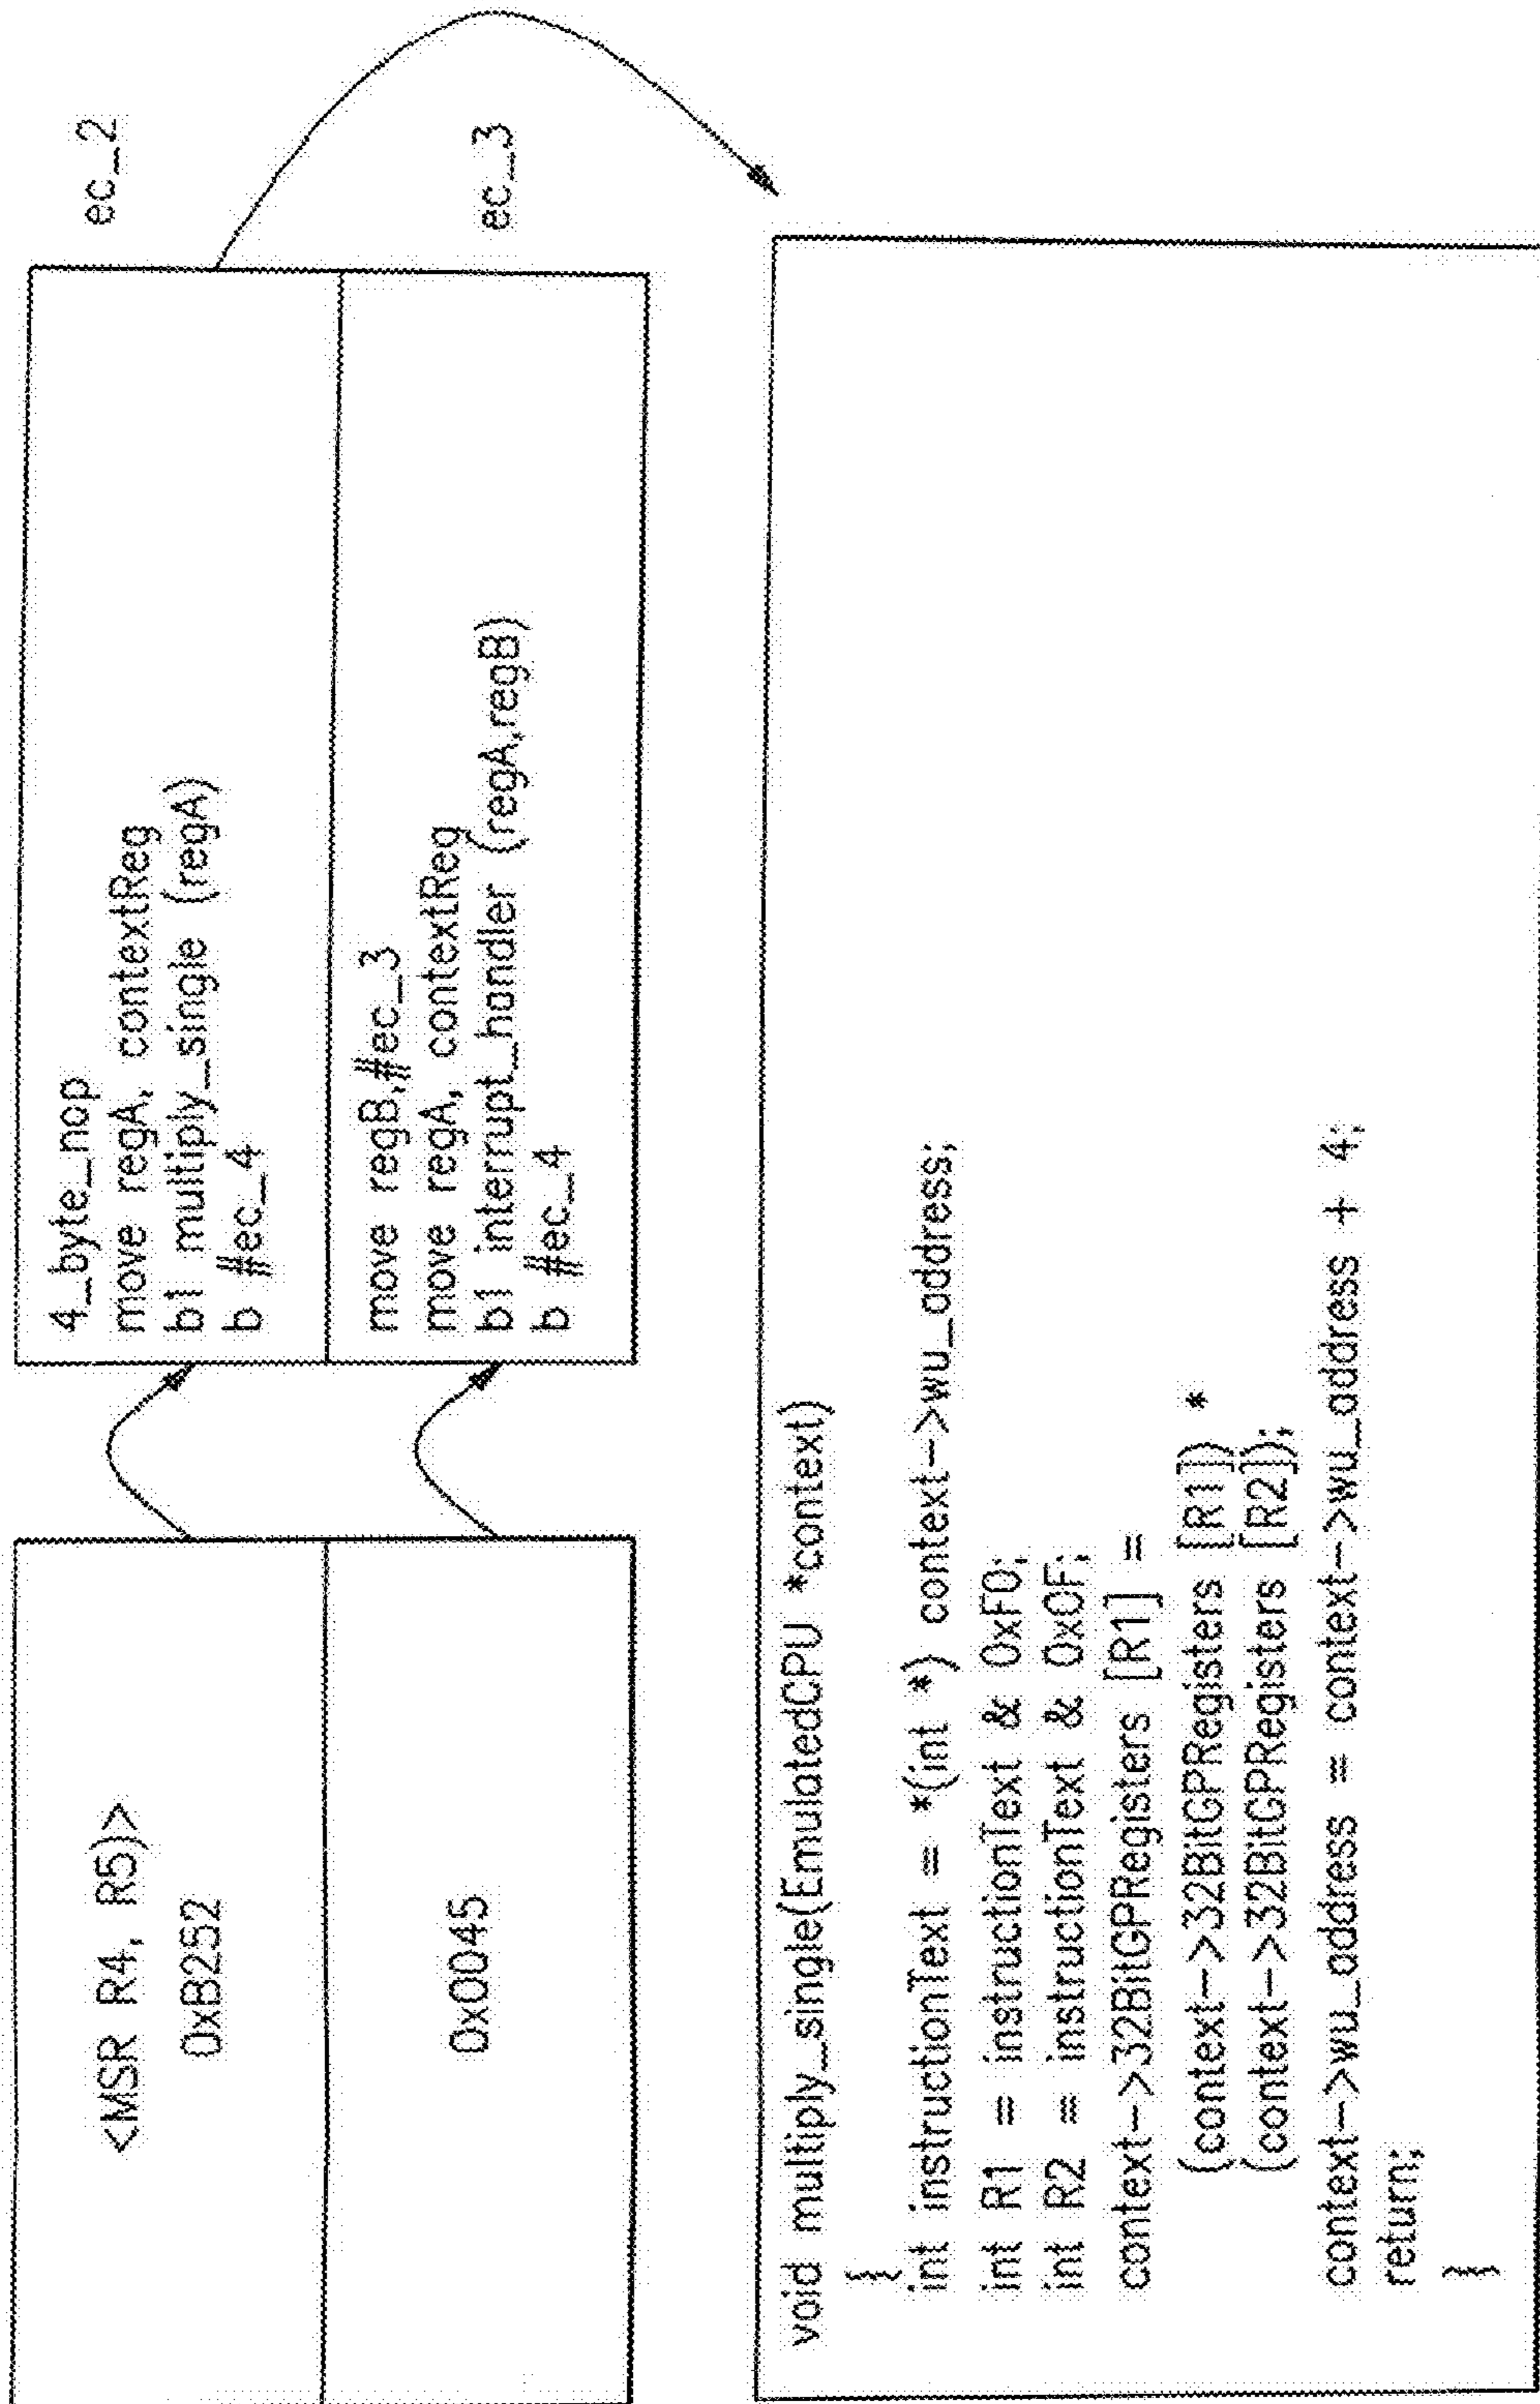 <MSR R4, R5)>
0xB252
0x0045
4_byte_nop
move regA, contextReg
b1 multiply_single (regA)
b #ec_4
ec_2
move regB,#ec_3
move regA, contextReg
b1 interrupt_handler (regA,regB)
b #ec_4
ec_3
void multiply_single(EmulatedCPU *context)
{
int instructionText = *(int *) context->wu_address;
int R1 = instructionText & 0xF0;
int R2 = instructionText & 0x0F;
context->32BitGPRegisters [R1] =
(context->32BitGPRegisters [R1]) *
(context->32BitGPRegisters [R2]);
context->wu_address = context->wu_address + 4;
return;
}